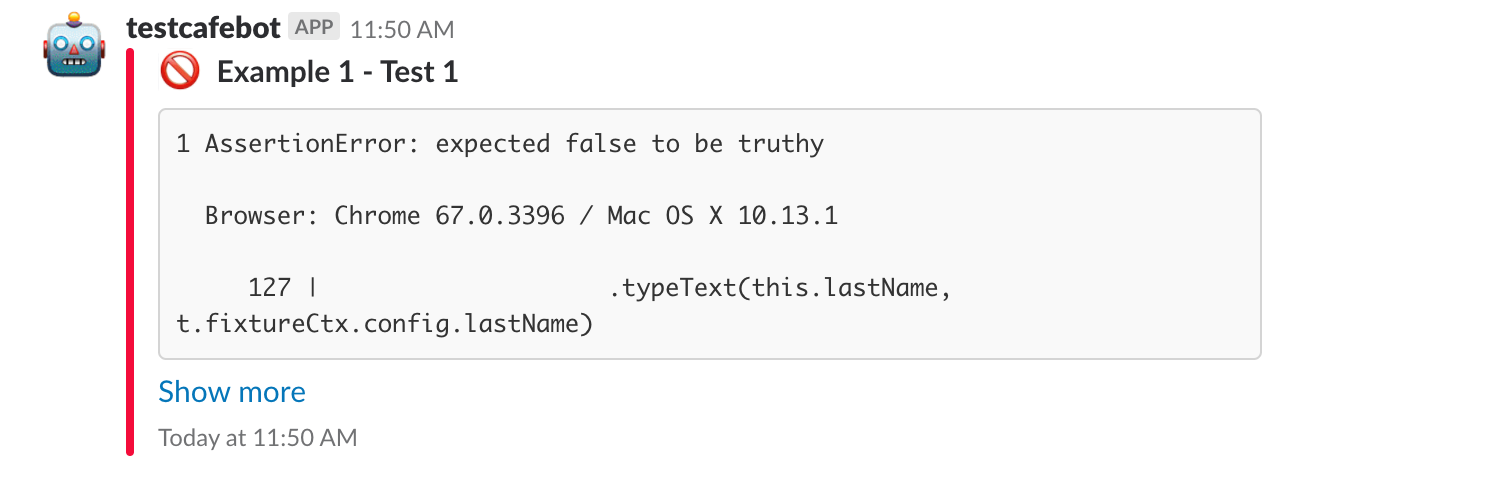 testcafebot APP 11:50 AM
Example 1 - Test 1
1 AssertionError: expected false to be truthy
Browser: Chrome 67.0.3396 / Mac OS X 10.13.1
127 | .typeText(this.lastName,
t.fixtureCtx.config.lastName)
Show more
Today at 11:50 AM